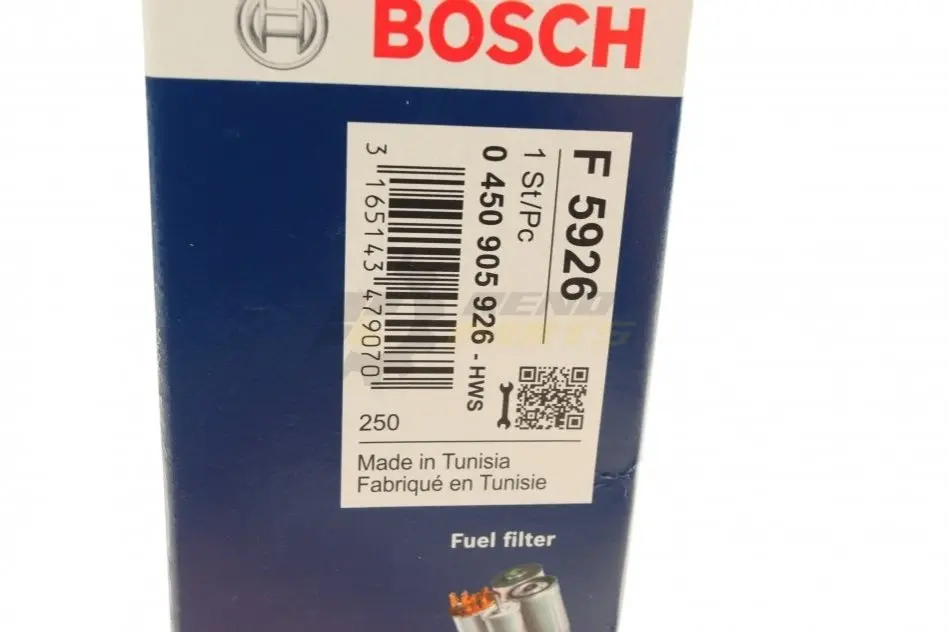 BOSCH
F 5926
1 St/Pc
0 450 905 926 - HWS
3 165143 479070
250
Made in Tunisia
Fabriqué en Tunisie
Fuel filter